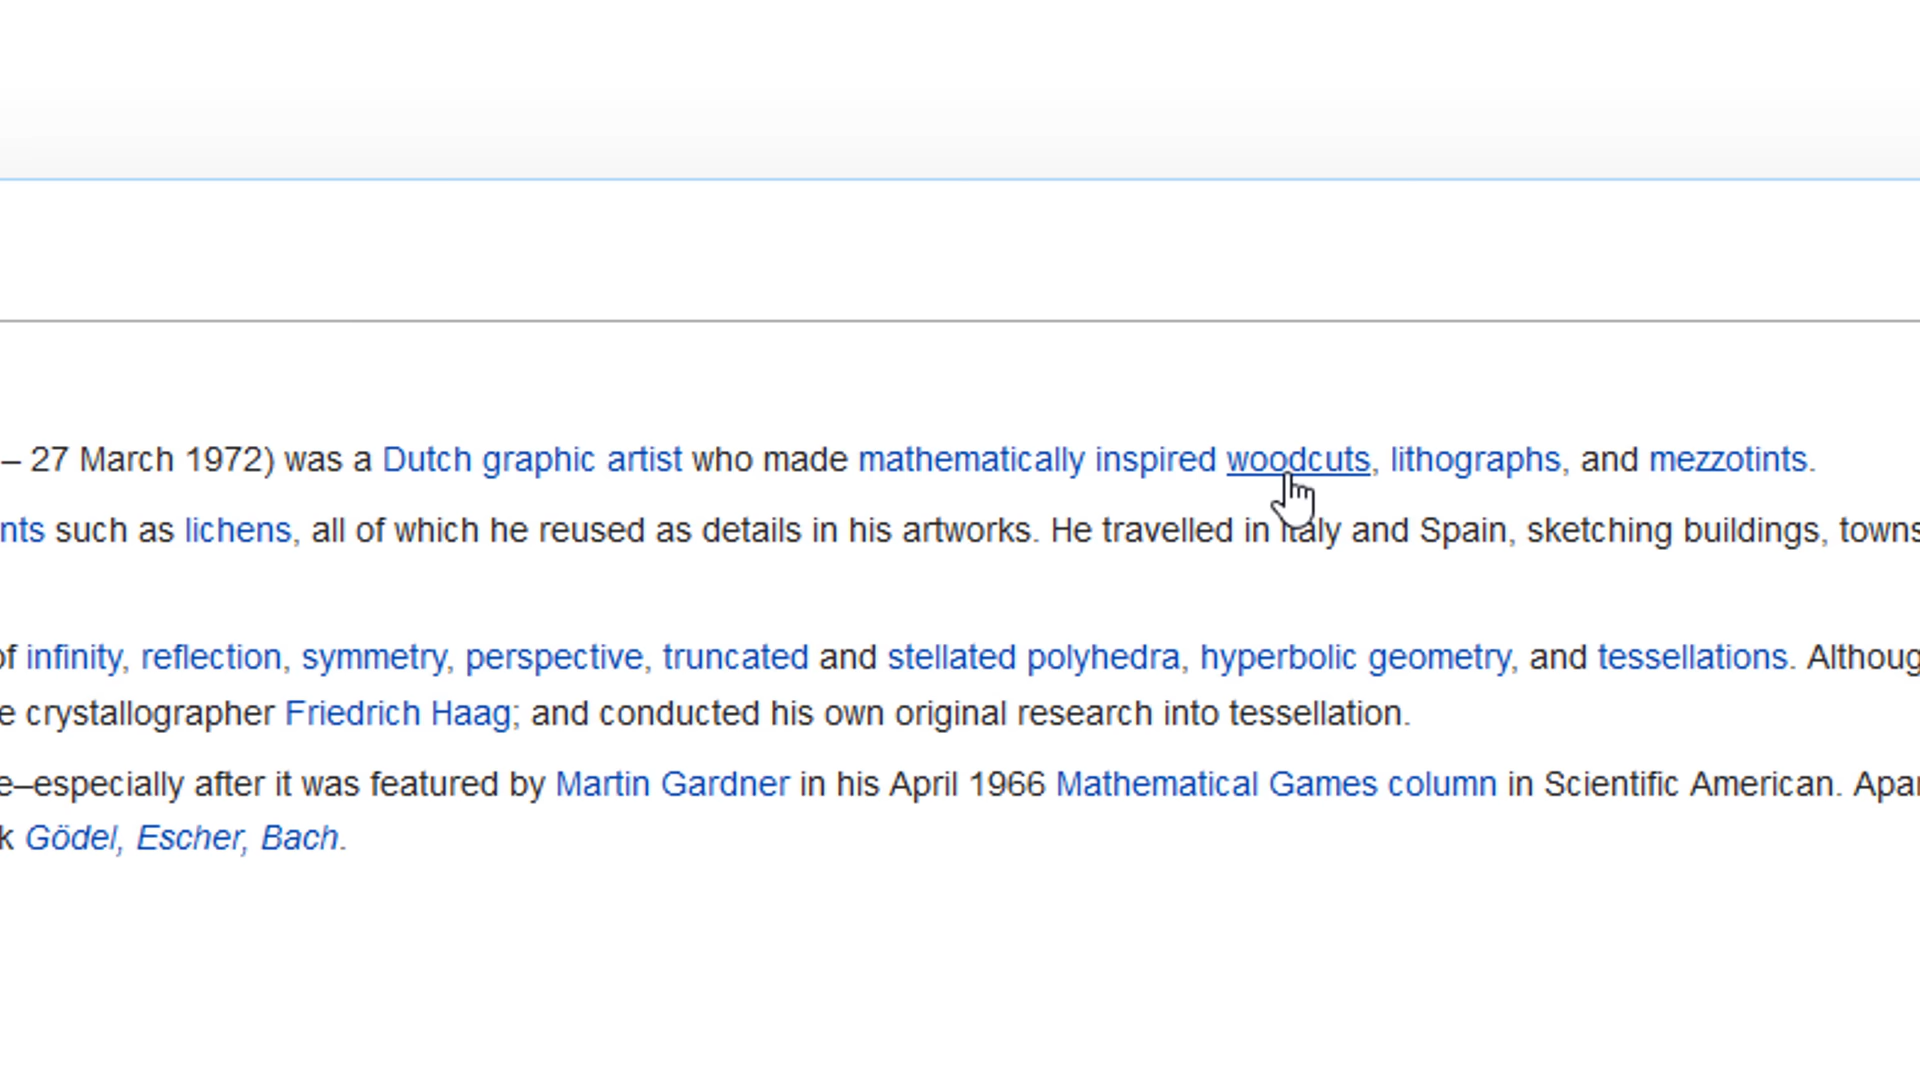 – 27 March 1972) was a Dutch graphic artist who made mathematically inspired woodcuts, lithographs, and mezzotints.
nts such as lichens, all of which he reused as details in his artworks. He travelled in Italy and Spain, sketching buildings, towns
of infinity, reflection, symmetry, perspective, truncated and stellated polyhedra, hyperbolic geometry, and tessellations. Althoug
e crystallographer Friedrich Haag; and conducted his own original research into tessellation.
e–especially after it was featured by Martin Gardner in his April 1966 Mathematical Games column in Scientific American. Apar
k Gödel, Escher, Bach.